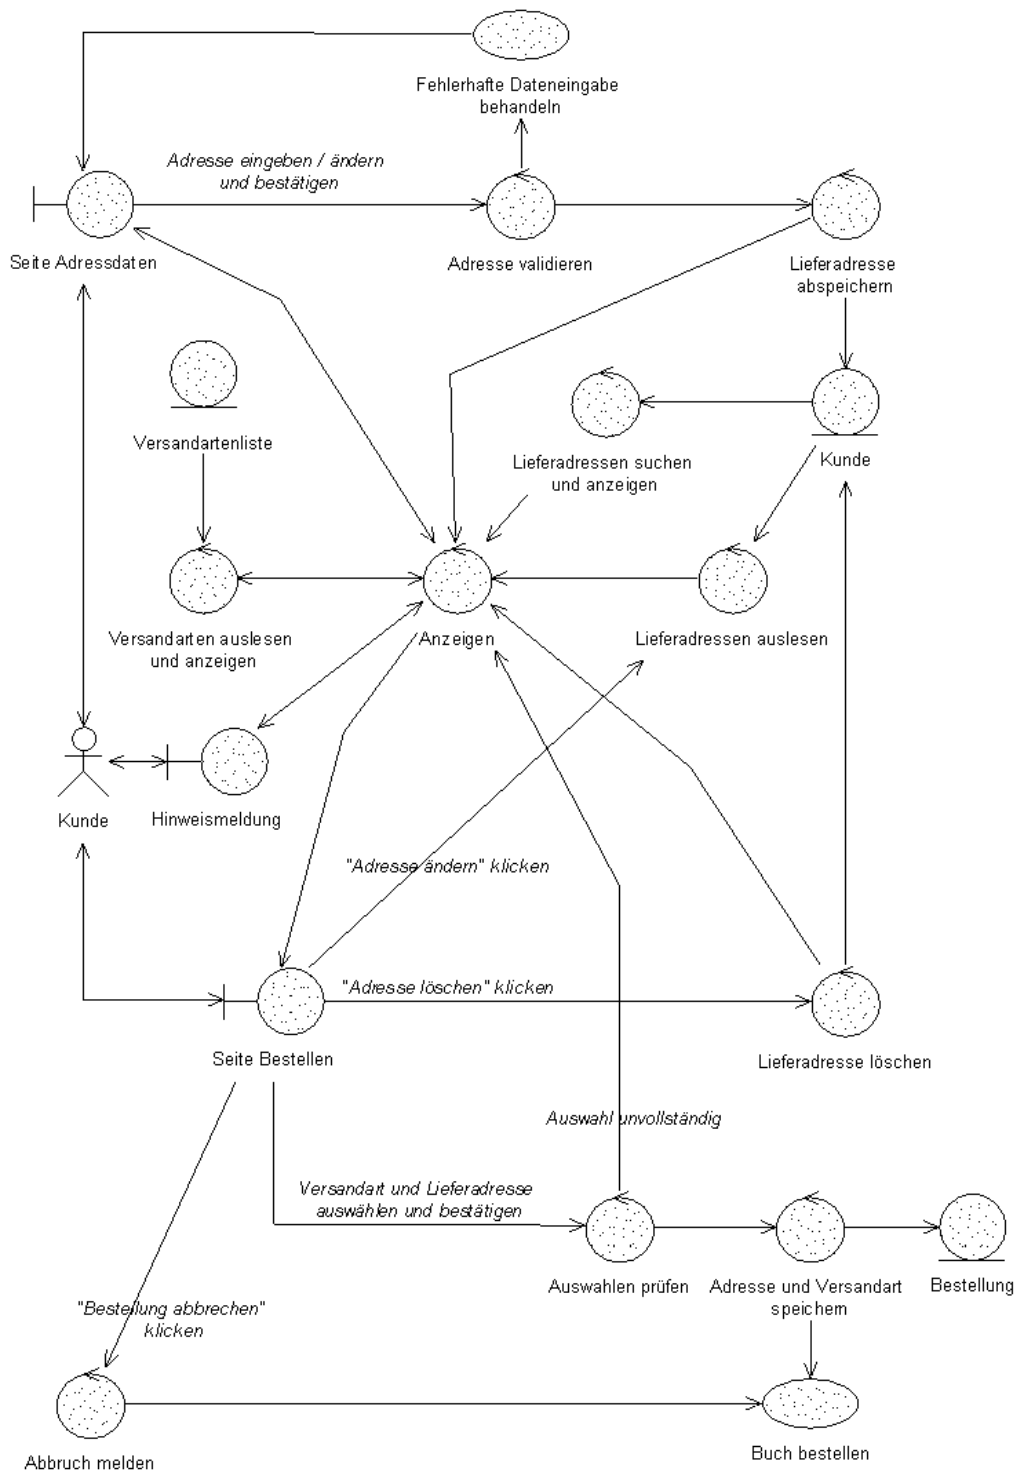 Fehlerhafte Dateneingabe
behandeln
Adresse eingeben / ändern
und bestätigen
Seite Adressdaten
Adresse validieren
Lieferadresse
abspeichern
Versandartenliste
Lieferadressen suchen
und anzeigen
Kunde
Versandarten auslesen
und anzeigen
Anzeigen
Lieferadressen auslesen
Kunde
Hinweismeldung
"Adresse ändern" klicken
"Adresse löschen" klicken
Seite Bestellen
Lieferadresse löschen
Auswahl unvollständig
Versandart und Lieferadresse
auswählen und bestätigen
Auswahlen prüfen
Adresse und Versandart
speichern
Bestellung
"Bestellung abbrechen"
klicken
Abbruch melden
Buch bestellen